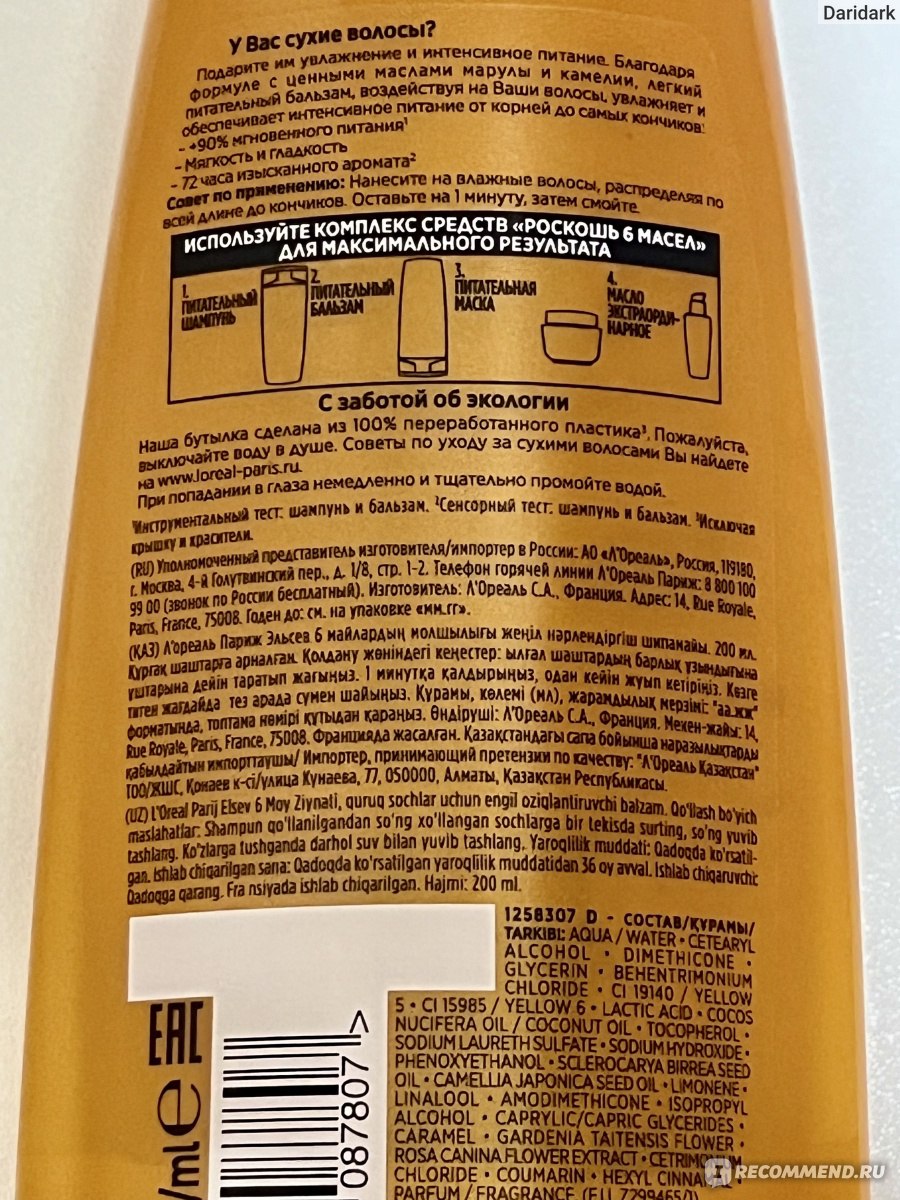 Daridark
У Вас сухие волосы?
Подарите им увлажнение и интенсивное питание. Благодаря
формуле с ценными маслами марулы и камелии, легкий
питательный бальзам, воздействуя на Ваши волосы, увлажняет и
обеспечивает интенсивное питание от корней до самых кончиков:
- +90% мгновенного питания¹
- Мягкость и гладкость
- 72 часа изысканного аромата²
Совет по применению: Нанесите на влажные волосы, распределяя по
всей длине до кончиков. Оставьте на 1 минуту, затем смойте.
ИСПОЛЬЗУЙТЕ КОМПЛЕКС СРЕДСТВ «РОСКОШЬ 6 МАСЕЛ»
ДЛЯ МАКСИМАЛЬНОГО РЕЗУЛЬТАТА
1.
ПИТАТЕЛЬНЫЙ
ШАМПУНЬ
2.
ПИТАТЕЛЬНЫЙ
БАЛЬЗАМ
3.
ПИТАТЕЛЬНАЯ
МАСКА
4.
МАСЛО
ЭКСТРАОРДИ-
НАРНОЕ
С заботой об экологии
Наша бутылка сделана из 100% переработанного пластика³. Пожалуйста,
выключайте воду в душе. Советы по уходу за сухими волосами Вы найдете
на www.loreal-paris.ru.
При попадании в глаза немедленно и тщательно промойте водой.
¹Инструментальный тест: шампунь и бальзам. ²Сенсорный тест: шампунь и бальзам. ³Исключая
крышку и красители.
(RU) Уполномоченный представитель изготовителя/импортер в России: АО «Л'Ореаль», Россия, 119180,
г. Москва, 4-й Голутвинский пер., д. 1/8, стр. 1-2. Телефон горячей линии Л'Ореаль Париж: 8 800 100
99 00 (звонок по России бесплатный). Изготовитель: Л'Ореаль С.А., Франция. Адрес: 14, Rue Royale,
Paris, France, 75008. Годен до: см. на упаковке «мм.гг».
(ҚАЗ) Л'Ореаль Париж Эльсев 6 майлардың молшылығы жеңіл нәрлендіргіш шипамайы. 200 мл.
Құрғақ шаштарға арналған. Қолдану жөніндегі кеңестер: ылғал шаштардың барлық ұзындығына
ұштарына дейін таратып жағыңыз. 1 минутқа қалдырыңыз, одан кейін жуып кетіріңіз. Көзге
тиген жағдайда тез арада сумен шайыңыз. Құрамы, көлемі (мл), жарамдылық мерзімі: "аа.жж"
форматында, топтама нөмірі құтыдан қараңыз. Өндіруші: Л'Ореаль С.А., Франция. Мекен-жайы: 14,
Rue Royale, Paris, France, 75008. Францияда жасалған. Қазақстандағы сапа бойынша наразылықтарды
қабылдайтын импорттаушы/ Импортер, принимающий претензии по качеству: "Л'Ореаль Қазақстан"
ТОО/ЖШС, Қонаев к-сі/улица Кунаева, 77, 050000, Алматы, Қазақстан Республикасы.
(UZ) L'Oreal Parij Elsev 6 Moy Ziynati, quruq sochlar uchun engil oziqlantiruvchi balzam. Qo'llash bo'yich
maslahatlar: Shampun qo'llanilgandan so'ng xo'llangan sochlarga bir tekisda surting, so'ng yuvib
tashlang. Ko'zlarga tushganda darhol suv bilan yuvib tashlang. Yaroqlilik muddati: Qadoqda ko'rsatil-
gan. Ishlab chiqarilgan sana: Qadoqda ko'rsatilgan yaroqlilik muddatidan 36 oy avval. Ishlab chiqaruvchi:
Qadoqga qarang. Fra nsiyada ishlab chiqarilgan. Hajmi: 200 ml.
1258307 D - СОСТАВ/ҚҰРАМЫ/
TARKIBI: AQUA / WATER • CETEARYL
ALCOHOL • DIMETHICONE •
GLYCERIN • BEHENTRIMONIUM
CHLORIDE • CI 19140 / YELLOW
5 • CI 15985 / YELLOW 6 • LACTIC ACID • COCOS
NUCIFERA OIL / COCONUT OIL • TOCOPHEROL •
SODIUM LAURETH SULFATE • SODIUM HYDROXIDE •
PHENOXYETHANOL • SCLEROCARYA BIRREA SEED
OIL • CAMELLIA JAPONICA SEED OIL • LIMONENE •
LINALOOL • AMODIMETHICONE • ISOPROPYL
ALCOHOL • CAPRYLIC/CAPRIC GLYCERIDES •
CARAMEL • GARDENIA TAITENSIS FLOWER •
ROSA CANINA FLOWER EXTRACT • CETRIMONIUM
CHLORIDE • COUMARIN • HEXYL CINNAMAL •
PARFUM / FRAGRANCE (F.I.L. Z299465/1)
EAC
/ml e
087807 >
IRECOMMEND.RU